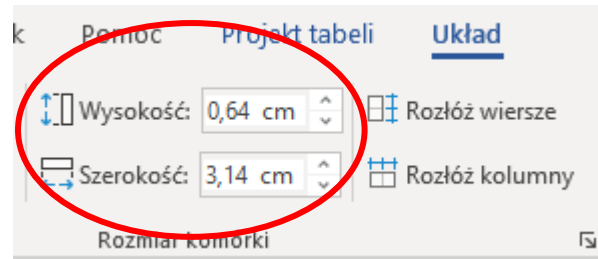 k Pomoc Projekt tabeli Układ
Wysokość: 0,64 cm Rozłóż wiersze
Szerokość: 3,14 cm Rozłóż kolumny
Rozmiar komórki